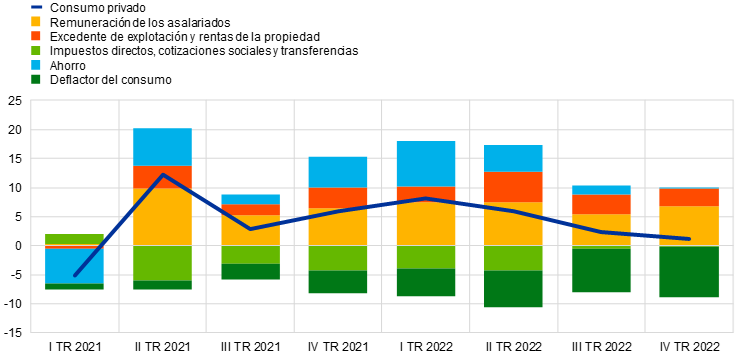 Consumo privado
Remuneración de los asalariados
Excedente de explotación y rentas de la propiedad
Impuestos directos, cotizaciones sociales y transferencias
Ahorro
Deflactor del consumo
25
20
15
10
5
0
-5
-10
-15
I TR 2021 II TR 2021 III TR 2021 IV TR 2021 I TR 2022 II TR 2022 III TR 2022 IV TR 2022